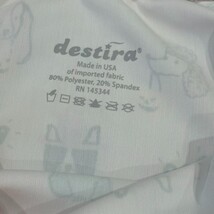 destira®
Made in USA
of imported fabric
80% Polyester, 20% Spandex
RN 145344